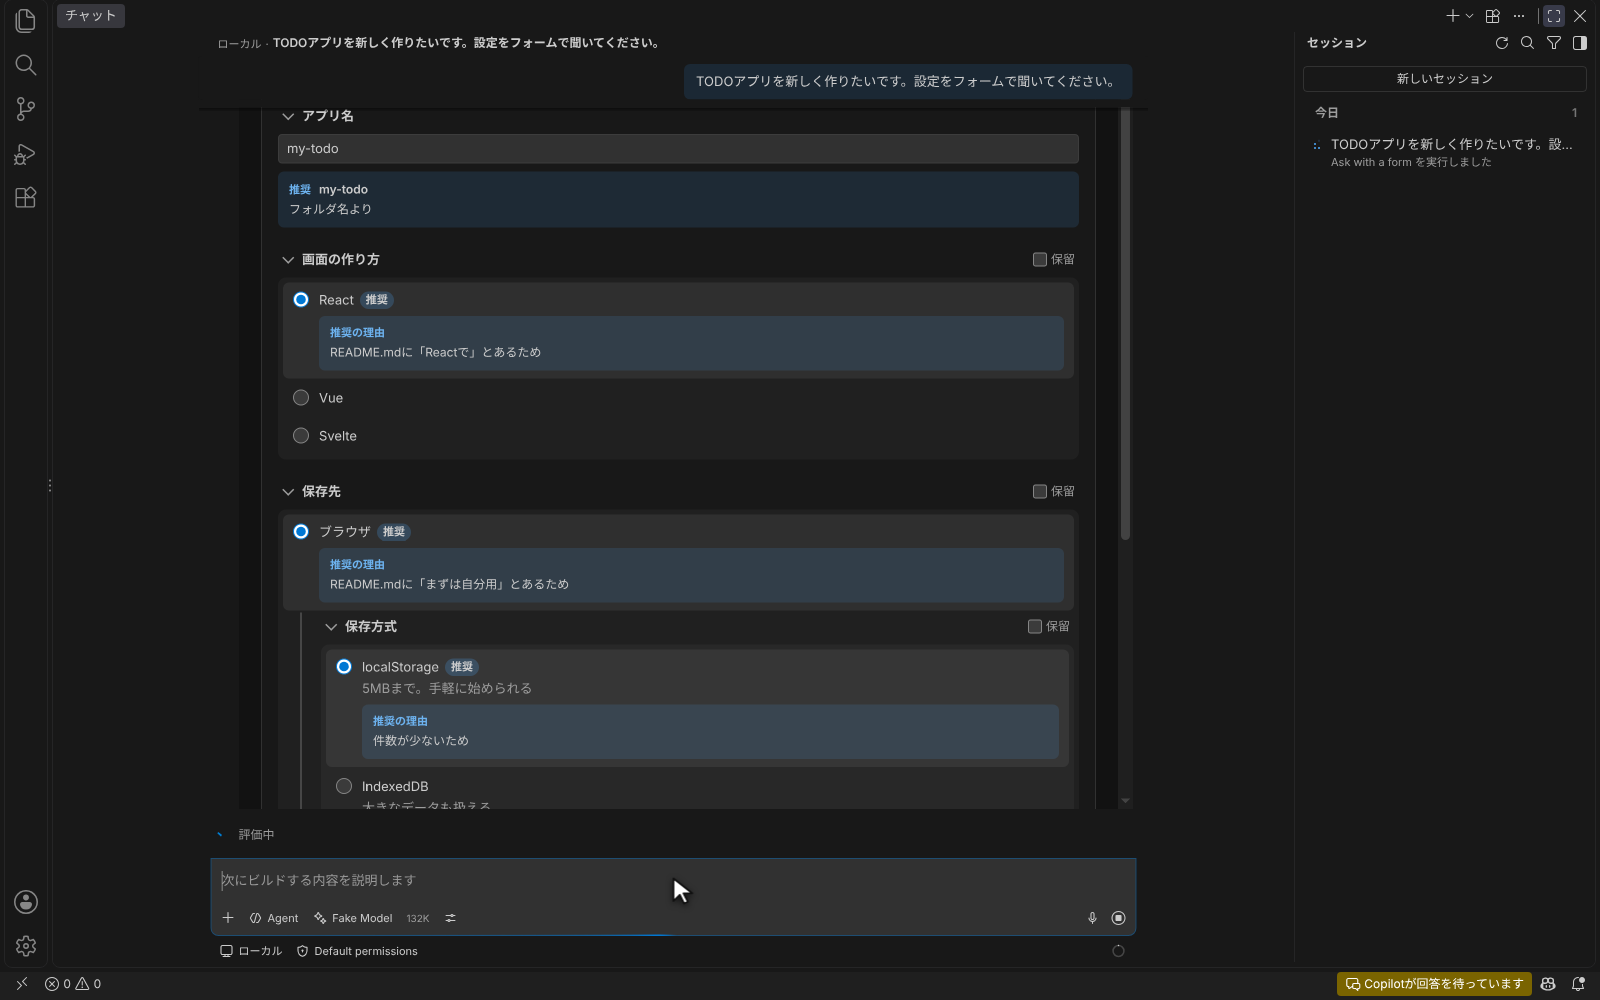 チャット
ローカル · TODOアプリを新しく作りたいです。設定をフォームで聞いてください。
TODOアプリを新しく作りたいです。設定をフォームで聞いてください。
アプリ名
my-todo
推奨 my-todo
フォルダ名より
画面の作り方
保留
React 推奨
推奨の理由
README.mdに「Reactで」とあるため
Vue
Svelte
保存先
保留
ブラウザ 推奨
推奨の理由
README.mdに「まずは自分用」とあるため
保存方式
保留
localStorage 推奨
5MBまで。手軽に始められる
推奨の理由
件数が少ないため
IndexedDB
大きなデータも扱える
評価中
次にビルドする内容を説明します
Agent
Fake Model 132K
ローカル
Default permissions
セッション
新しいセッション
今日 1
TODOアプリを新しく作りたいです。設...
Ask with a form を実行しました
0 0
Copilotが回答を待っています